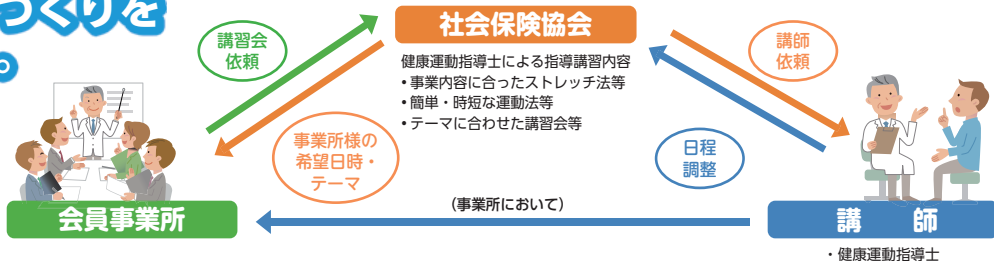 づくりを
。
社会保険協会
健康運動指導士による指導講習内容
•事業内容に合ったストレッチ法等
•簡単・時短な運動法等
•テーマに合わせた講習会等
講習会
依頼
事業所様の
希望日時・
テーマ
講師
依頼
日程
調整
(事業所において)
会員事業所
講　師
・健康運動指導士